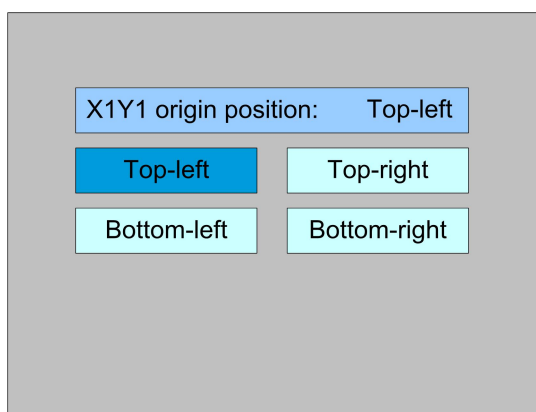 X1Y1 origin position: Top-left
Top-left Top-right
Bottom-left Bottom-right